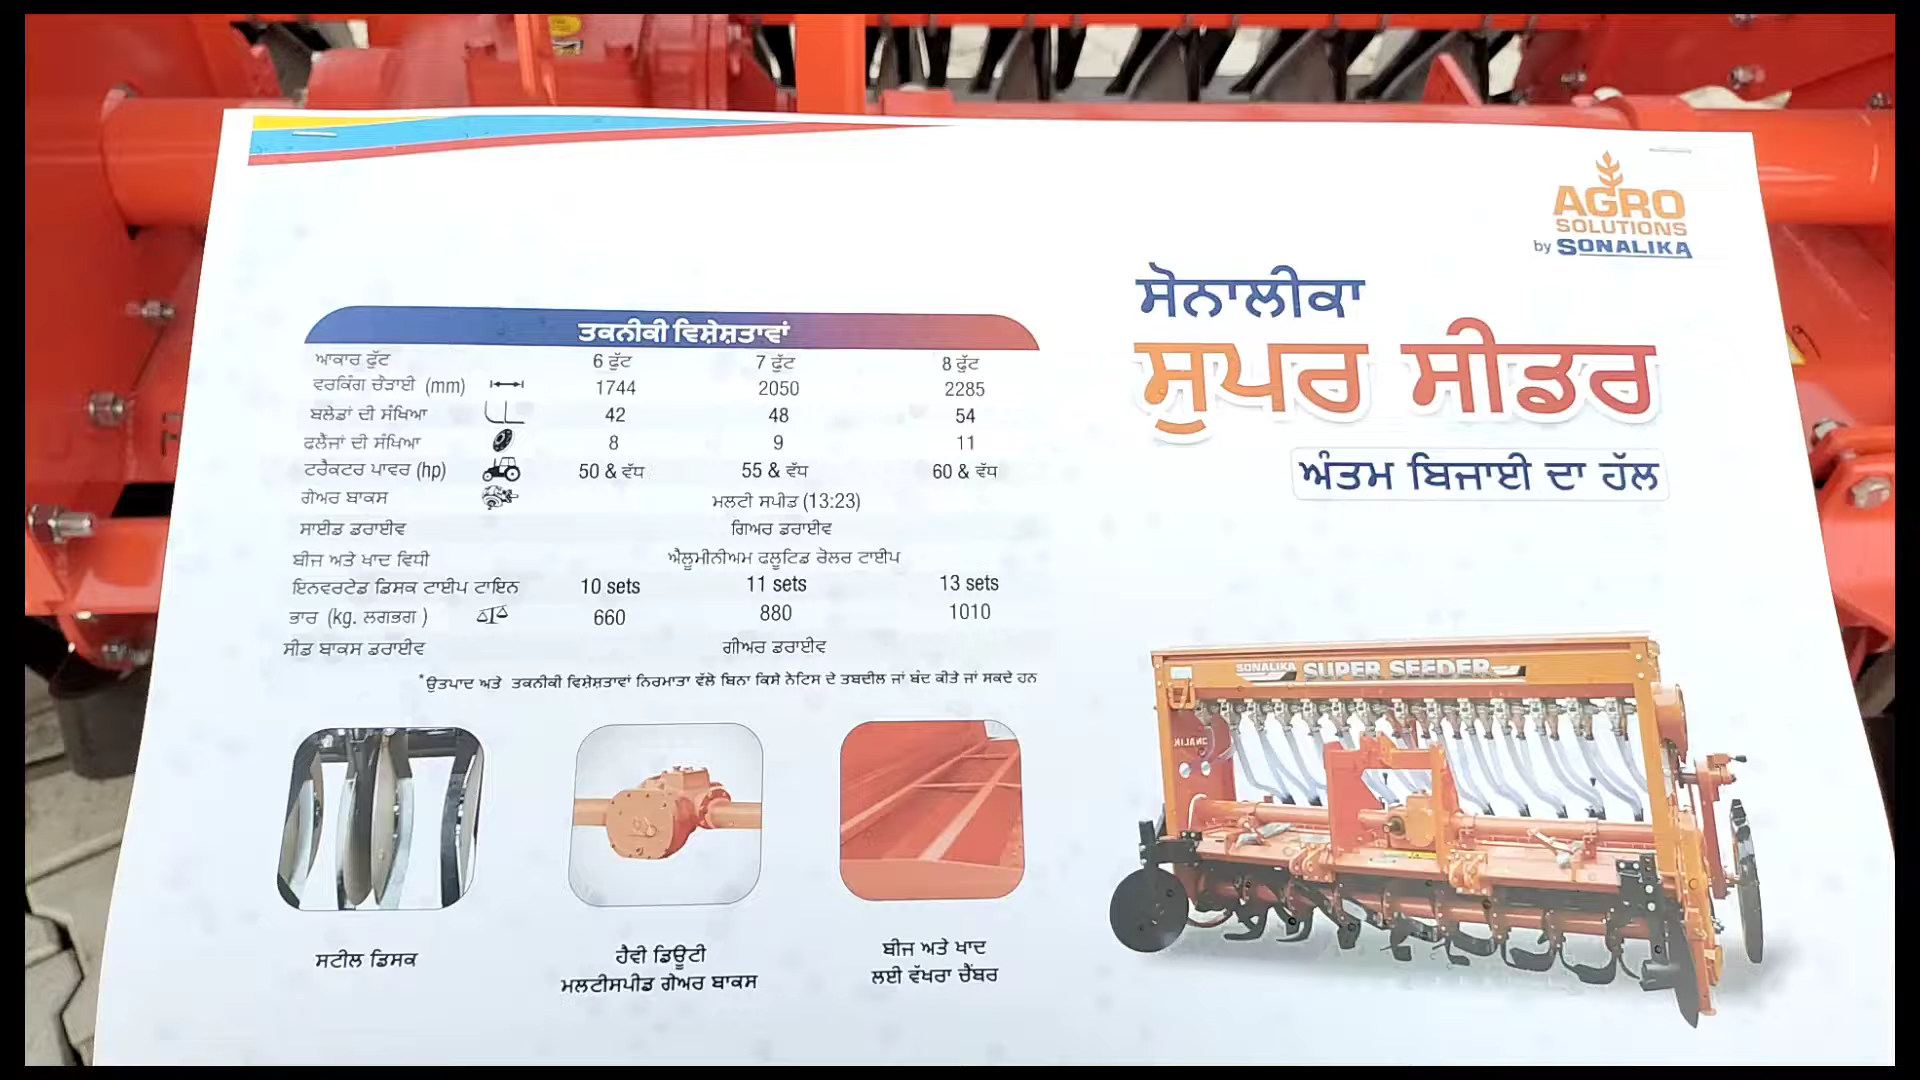 AGRO
SOLUTIONS
by SONALIKA
ਸੋਨਾਲੀਕਾ
ਸੁਪਰ ਸੀਡਰ
ਅੰਤਮ ਬਿਜਾਈ ਦਾ ਹੱਲ
ਤਕਨੀਕੀ ਵਿਸ਼ੇਸ਼ਤਾਵਾਂ
ਆਕਾਰ ਫੁੱਟ 6 ਫੁੱਟ 7 ਫੁੱਟ 8 ਫੁੱਟ
ਵਰਕਿੰਗ ਚੌੜਾਈ (mm) 1744 2050 2285
ਬਲੇਡਾਂ ਦੀ ਸੰਖਿਆ 42 48 54
ਫਲੈਂਜਾਂ ਦੀ ਸੰਖਿਆ 8 9 11
ਟਰੈਕਟਰ ਪਾਵਰ (hp) 50 & ਵੱਧ 55 & ਵੱਧ 60 & ਵੱਧ
ਗੇਅਰ ਬਾਕਸ ਮਲਟੀ ਸਪੀਡ (13:23)
ਸਾਈਡ ਡਰਾਈਵ ਗਿਅਰ ਡਰਾਈਵ
ਬੀਜ ਅਤੇ ਖਾਦ ਵਿਧੀ ਐਲੂਮੀਨੀਅਮ ਫਲੂਟਿਡ ਰੋਲਰ ਟਾਈਪ
ਇਨਵਰਟੇਡ ਡਿਸਕ ਟਾਈਪ ਟਾਇਨ 10 sets 11 sets 13 sets
ਭਾਰ (kg. ਲਗਭਗ ) 660 880 1010
ਸੀਡ ਬਾਕਸ ਡਰਾਈਵ ਗੀਅਰ ਡਰਾਈਵ
*ਉਤਪਾਦ ਅਤੇ ਤਕਨੀਕੀ ਵਿਸ਼ੇਸ਼ਤਾਵਾਂ ਨਿਰਮਾਤਾ ਵੱਲੋ ਬਿਨਾ ਕਿਸੇ ਨੋਟਿਸ ਦੇ ਤਬਦੀਲ ਜਾਂ ਬੰਦ ਕੀਤੇ ਜਾਂ ਸਕਦੇ ਹਨ
SONALIKA SUPER SEEDER
ਸਟੀਲ ਡਿਸਕ
ਹੈਵੀ ਡਿਊਟੀ
ਮਲਟੀਸਪੀਡ ਗੇਅਰ ਬਾਕਸ
ਬੀਜ ਅਤੇ ਖਾਦ
ਲਈ ਵੱਖਰਾ ਚੈਂਬਰ